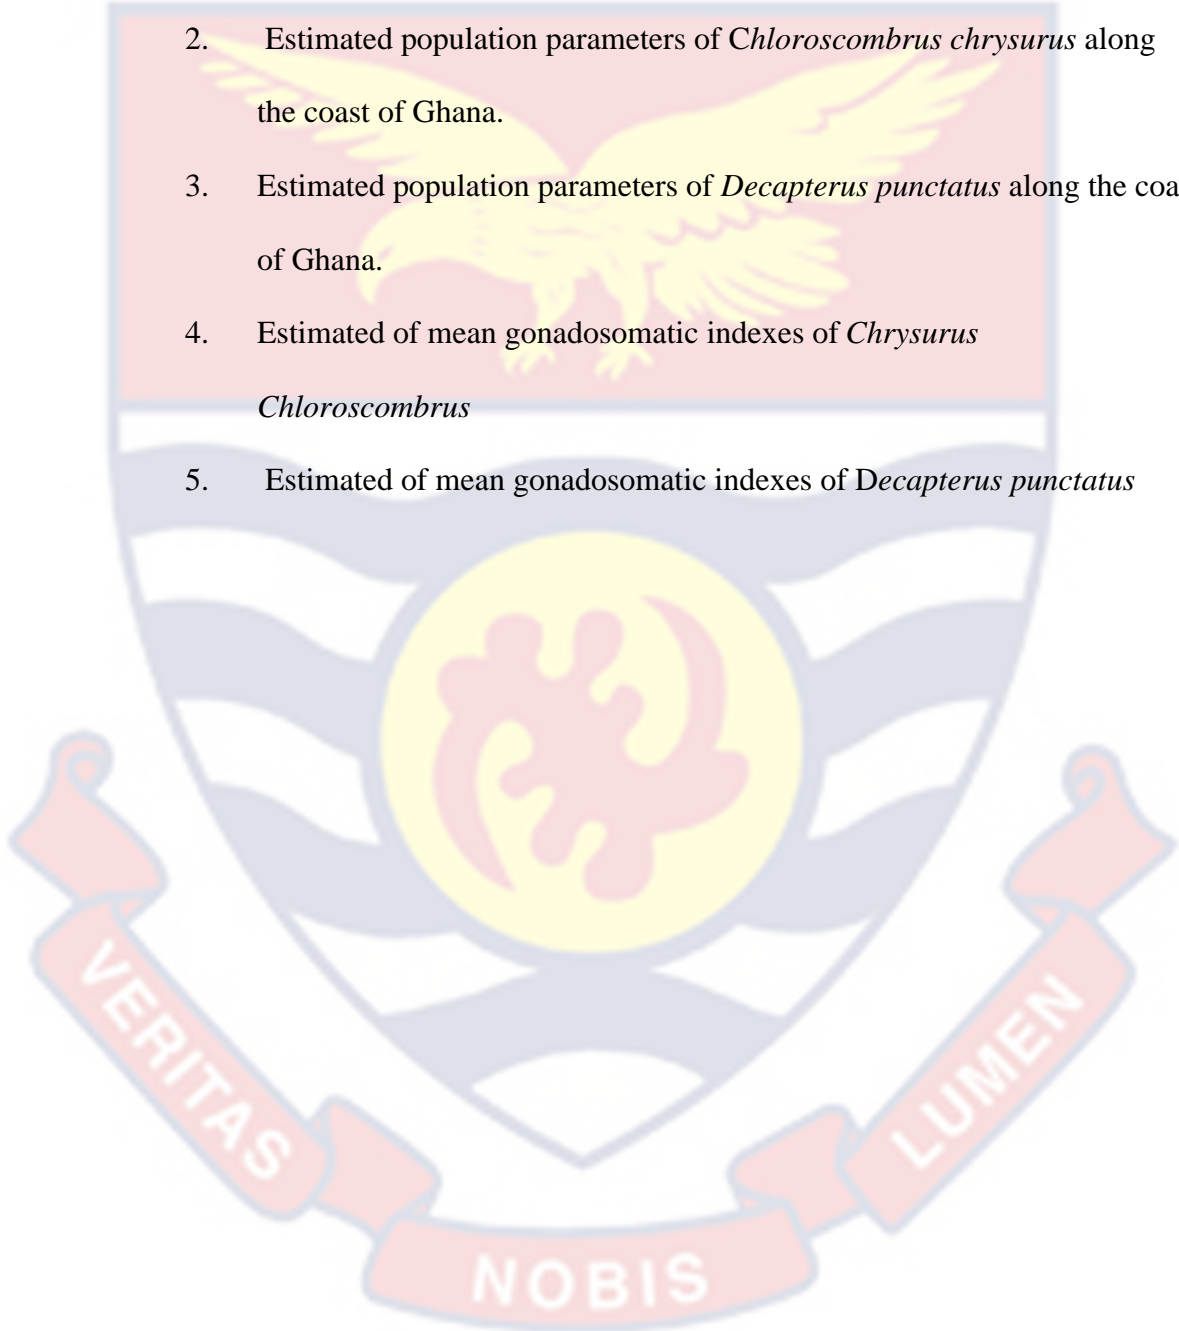 2. Estimated population parameters of Chloroscombrus chrysurus along
the coast of Ghana.
3. Estimated population parameters of Decapterus punctatus along the coa
of Ghana.
4. Estimated of mean gonadosomatic indexes of Chrysurus
Chloroscombrus
5. Estimated of mean gonadosomatic indexes of Decapterus punctatus
VERITAS
NOBIS
LUMEN